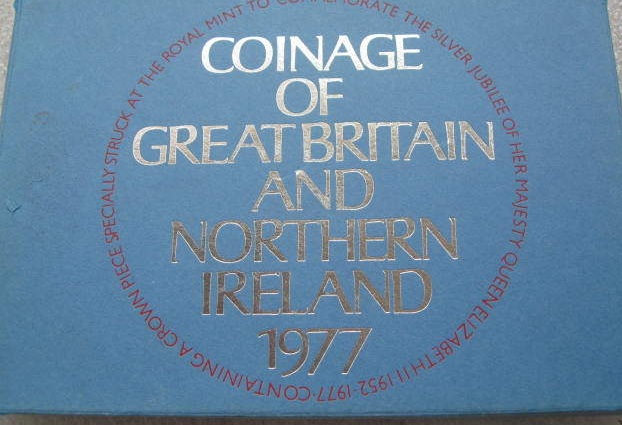 COINAGE
OF
GREAT BRITAIN
AND
NORTHERN
IRELAND
1977
CONTAINING A CROWN PIECE SPECIALLY STRUCK AT THE ROYAL MINT TO COMMEMORATE THE SILVER JUBILEE OF HER MAJESTY QUEEN ELIZABETH II·1952-1977·